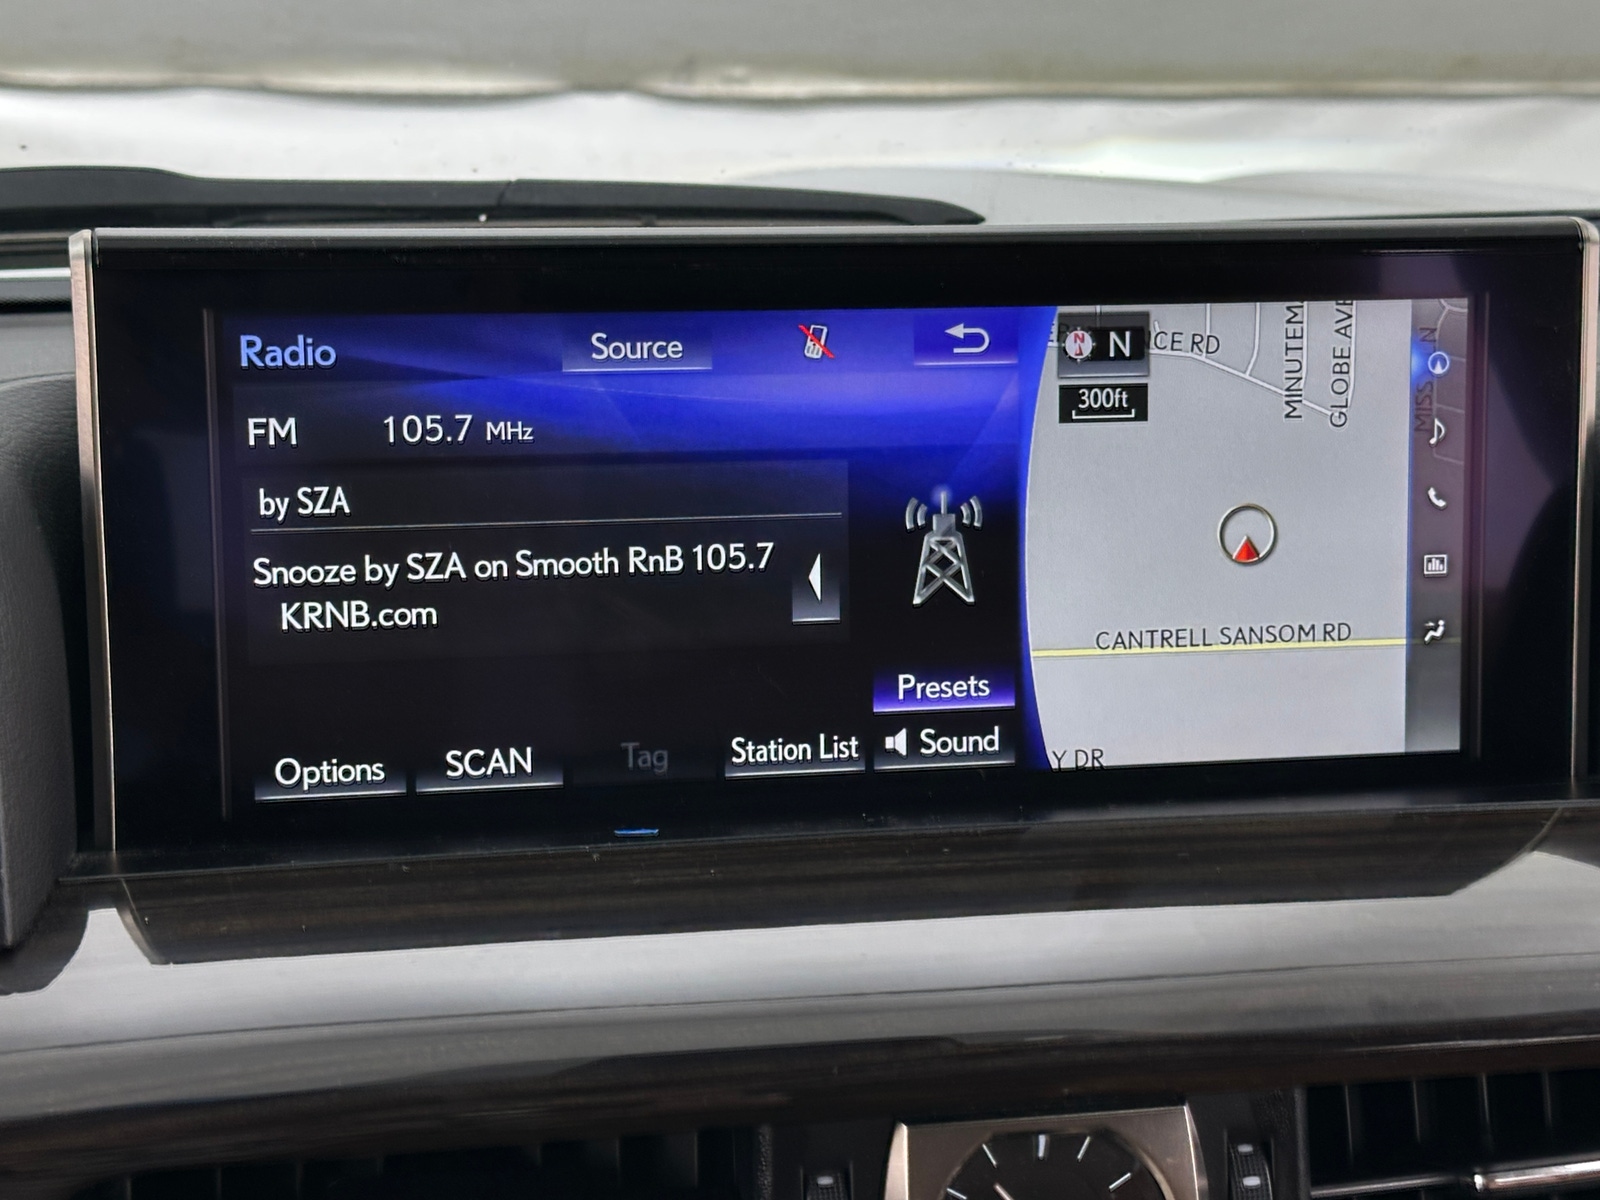 Radio
Source
FM 105.7 MHz
by SZA
Snooze by SZA on Smooth RnB 105.7
KRNB.com
Presets
Options
SCAN
Tag
Station List
Sound
N
N
300ft
ICE RD
MINUTEM
GLOBE AVE
MISS
N
CANTRELL SANSOM RD
Y DR